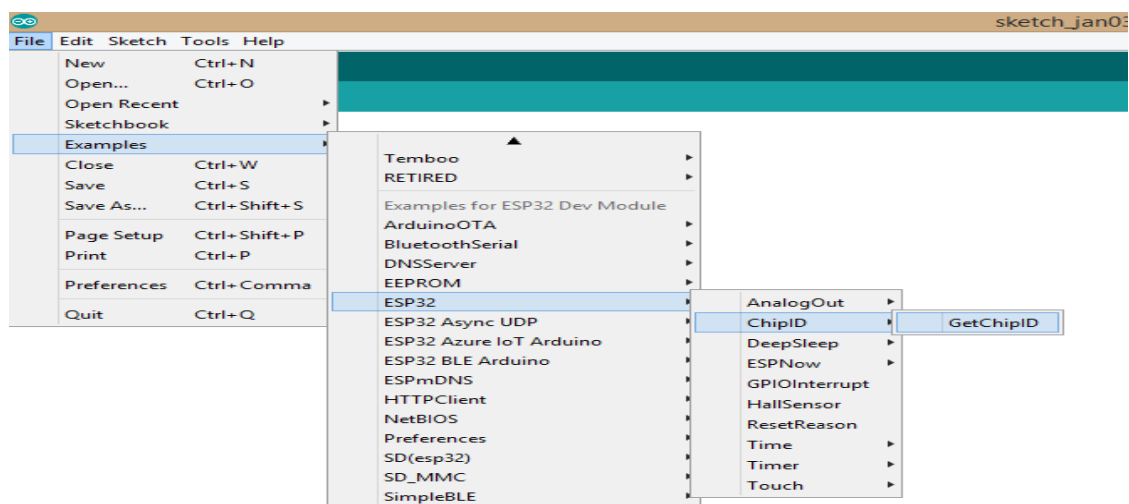 sketch_jan03
File Edit Sketch Tools Help
New Ctrl+N
Open... Ctrl+O
Open Recent
Sketchbook
Examples
Close Ctrl+W
Save Ctrl+S
Save As... Ctrl+Shift+S
Page Setup Ctrl+Shift+P
Print Ctrl+P
Preferences Ctrl+Comma
Quit Ctrl+Q
Temboo
RETIRED
Examples for ESP32 Dev Module
ArduinoOTA
BluetoothSerial
DNSServer
EEPROM
ESP32
ESP32 Async UDP
ESP32 Azure IoT Arduino
ESP32 BLE Arduino
ESPmDNS
HTTPClient
NetBIOS
Preferences
SD(esp32)
SD_MMC
SimpleBLE
AnalogOut
ChipID
DeepSleep
ESPNow
GPIOInterrupt
HallSensor
ResetReason
Time
Timer
Touch
GetChipID